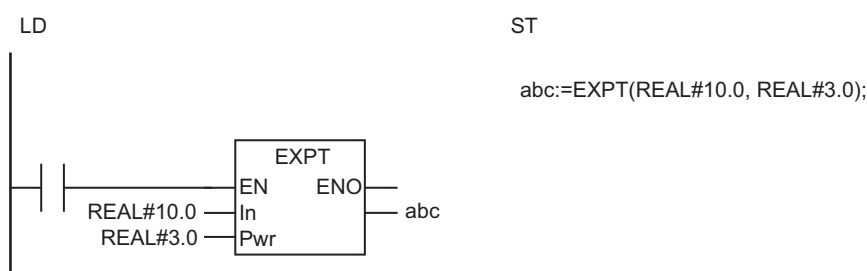 LD
ST
abc:=EXPT(REAL#10.0, REAL#3.0);
EXPT
EN ENO
REAL#10.0 In abc
REAL#3.0 Pwr